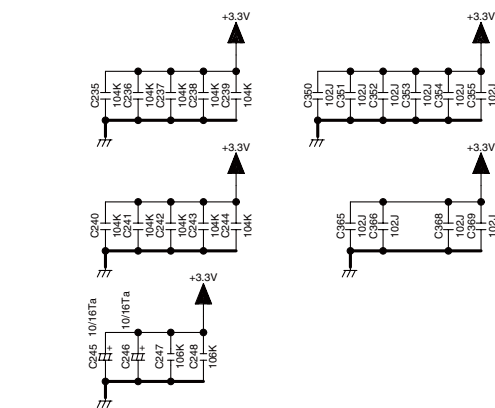 +3.3V
C235
104K
C236
104K
C237
104K
C238
104K
C239
104K
+3.3V
C350
102J
C351
102J
C352
102J
C353
102J
C354
102J
C355
102J
+3.3V
C240
104K
C241
104K
C242
104K
C243
104K
C244
104K
+3.3V
C365
102J
C366
102J
C368
102J
C369
102J
+3.3V
C245
10/16Ta
+
C246
10/16Ta
+
C247
106K
C248
106K